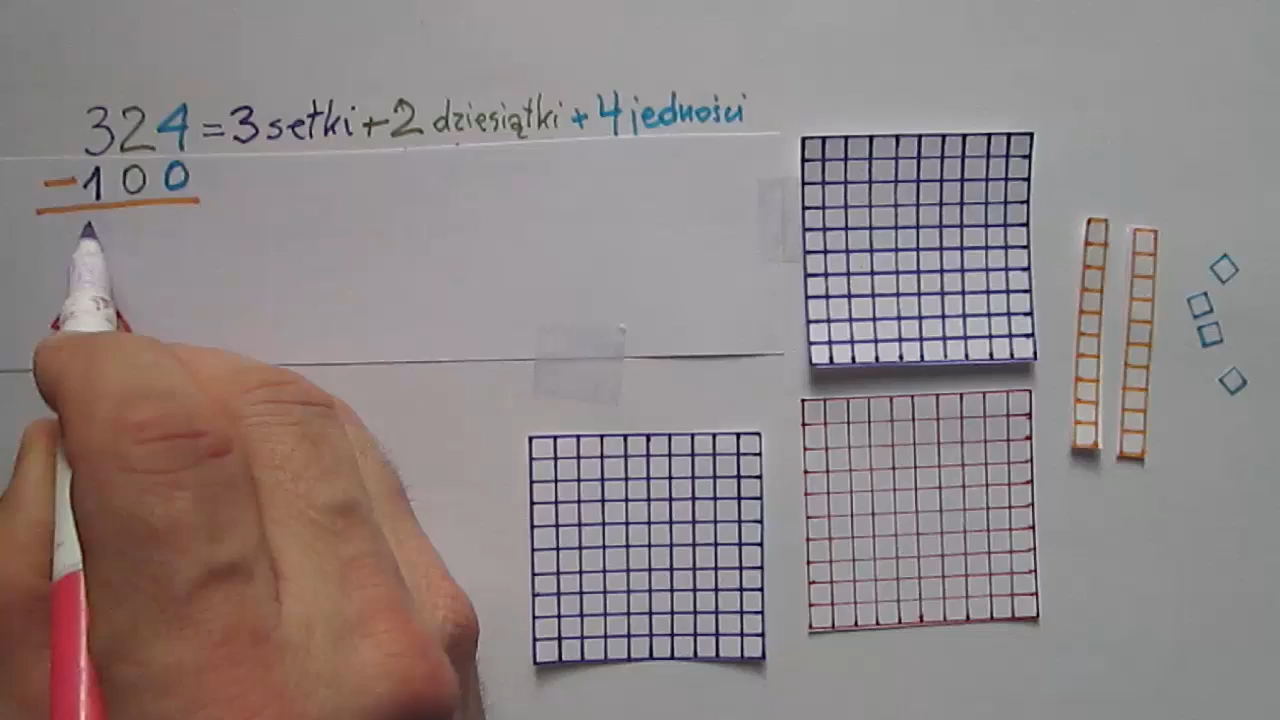 324 = 3 setki + 2 dziesiątki + 4 jedności
- 100